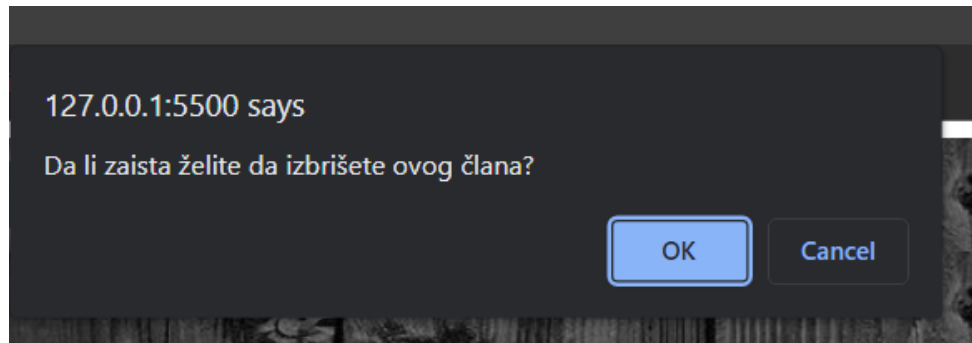 127.0.0.1:5500 says
Da li zaista želite da izbrišete ovog člana?
OK
Cancel